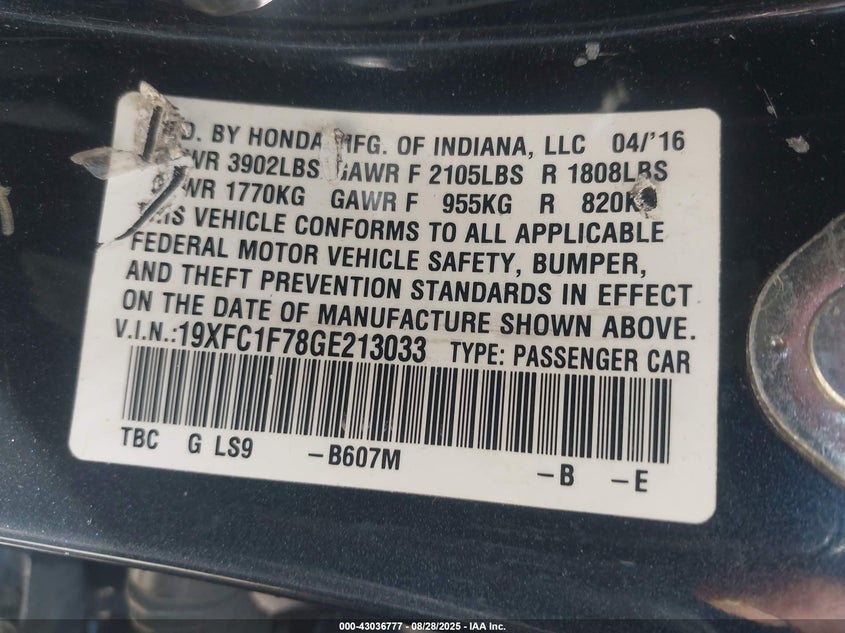 D. BY HONDA MFG. OF INDIANA, LLC 04/'16
WR 3902LBS GAWR F 2105LBS R 1808LBS
WR 1770KG GAWR F 955KG R 820K
THIS VEHICLE CONFORMS TO ALL APPLICABLE
FEDERAL MOTOR VEHICLE SAFETY, BUMPER,
AND THEFT PREVENTION STANDARDS IN EFFECT
ON THE DATE OF MANUFACTURE SHOWN ABOVE.
V.I.N.:19XFC1F78GE213033 TYPE: PASSENGER CAR
TBC G LS9 -B607M -B -E
000-43036777 - 08/28/2025 - IAA Inc.